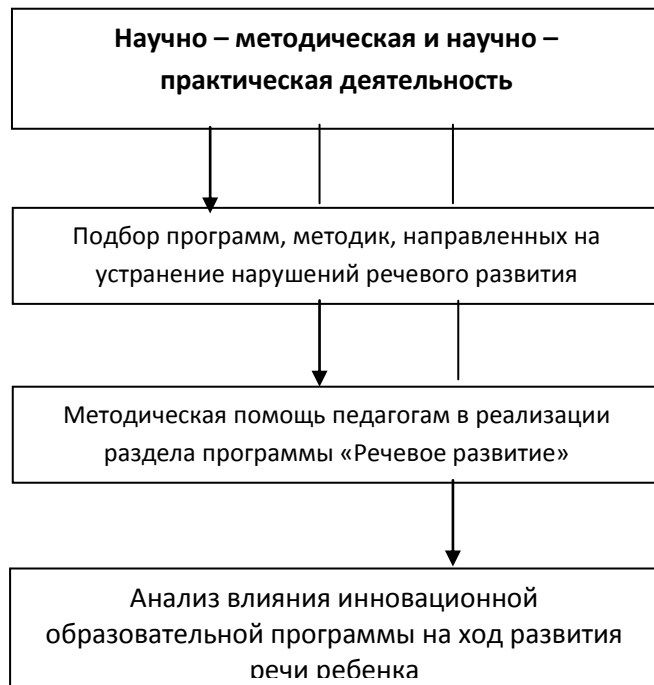 Научно – методическая и научно –
практическая деятельность
Подбор программ, методик, направленных на
устранение нарушений речевого развития
Методическая помощь педагогам в реализации
раздела программы «Речевое развитие»
Анализ влияния инновационной
образовательной программы на ход развития
речи ребенка